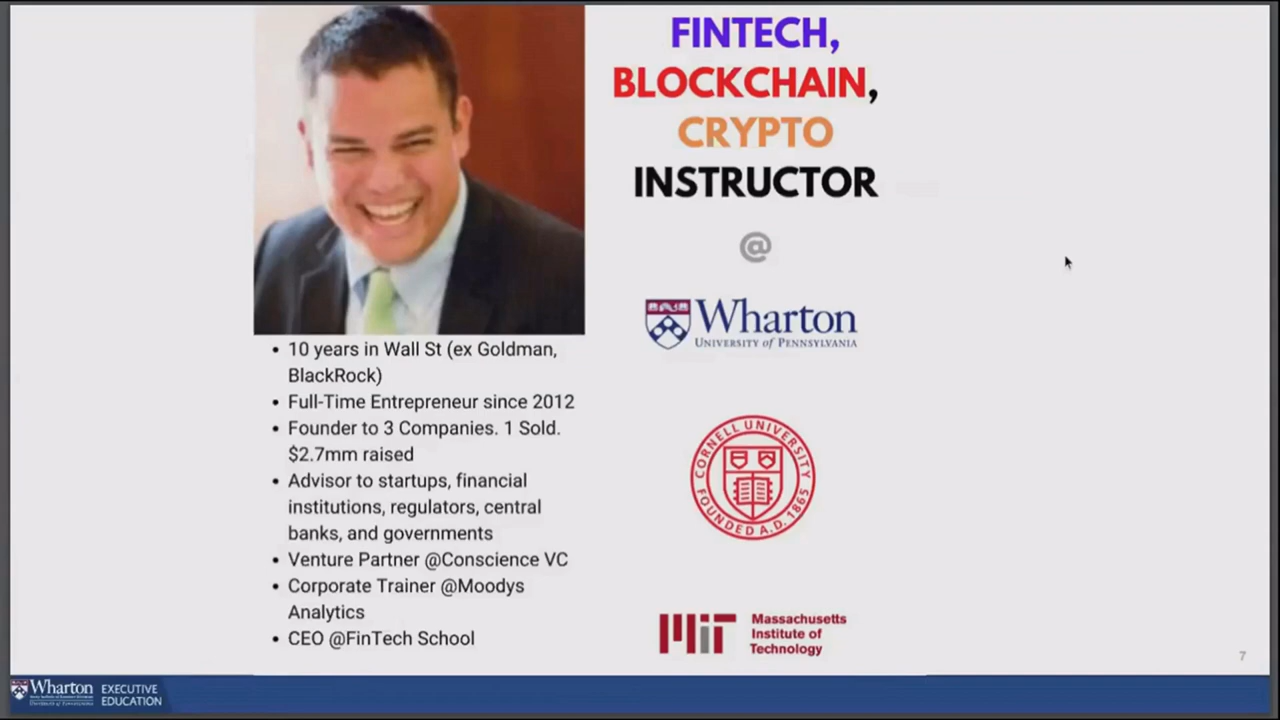 FINTECH,
BLOCKCHAIN,
CRYPTO
INSTRUCTOR
@
Wharton
UNIVERSITY of PENNSYLVANIA
• 10 years in Wall St (ex Goldman,
BlackRock)
• Full-Time Entrepreneur since 2012
• Founder to 3 Companies. 1 Sold.
$2.7mm raised
• Advisor to startups, financial
institutions, regulators, central
banks, and governments
• Venture Partner @Conscience VC
• Corporate Trainer @Moodys
Analytics
• CEO @FinTech School
CORNELL UNIVERSITY
FOUNDED A.D. 1865
MIT
Massachusetts
Institute of
Technology
7
Wharton
EXECUTIVE
EDUCATION